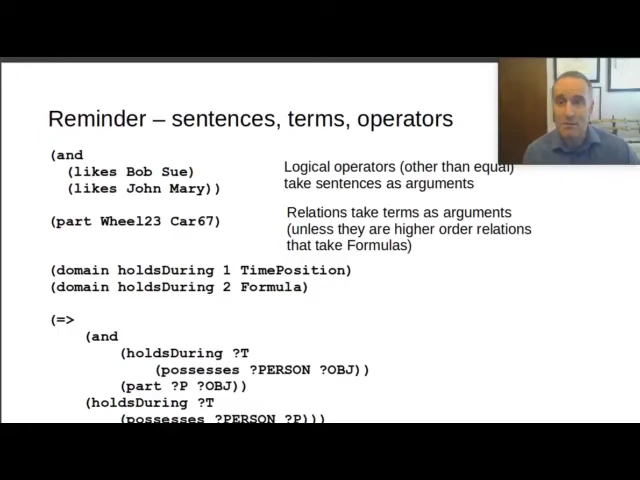 Reminder – sentences, terms, operators
(and
(likes Bob Sue)
(likes John Mary))
Logical operators (other than equal)
take sentences as arguments
(part Wheel23 Car67)
Relations take terms as arguments
(unless they are higher order relations
that take Formulas)
(domain holdsDuring 1 TimePosition)
(domain holdsDuring 2 Formula)
(=>
(and
(holdsDuring ?T
(possesses ?PERSON ?OBJ))
(part ?P ?OBJ))
(holdsDuring ?T
(possesses ?PERSON ?P)))